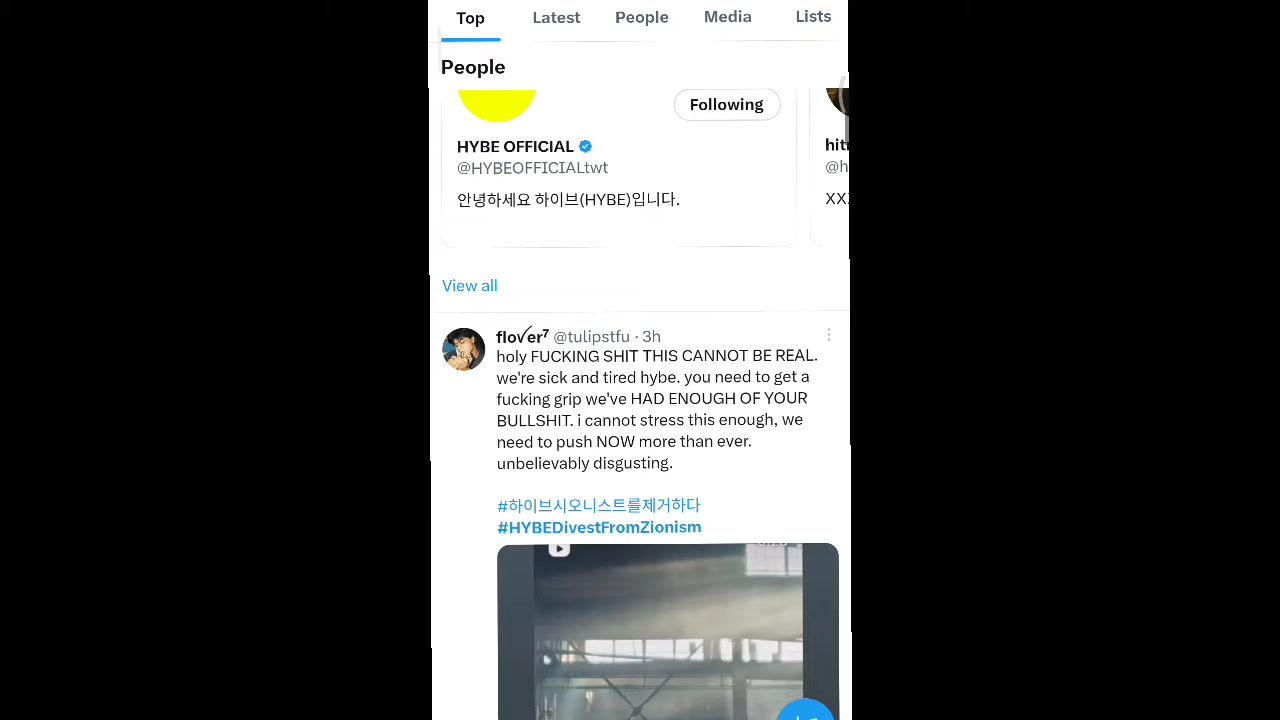 Top Latest People Media Lists
People
Following
HYBE OFFICIAL
@HYBEOFFICIALtwt
안녕하세요 하이브(HYBE)입니다.
hit
@h
XX
View all
flover⁷ @tulipstfu · 3h
holy FUCKING SHIT THIS CANNOT BE REAL.
we're sick and tired hybe. you need to get a
fucking grip we've HAD ENOUGH OF YOUR
BULLSHIT. i cannot stress this enough, we
need to push NOW more than ever.
unbelievably disgusting.
#하이브시오니스트를제거하다
#HYBEDivestFromZionism